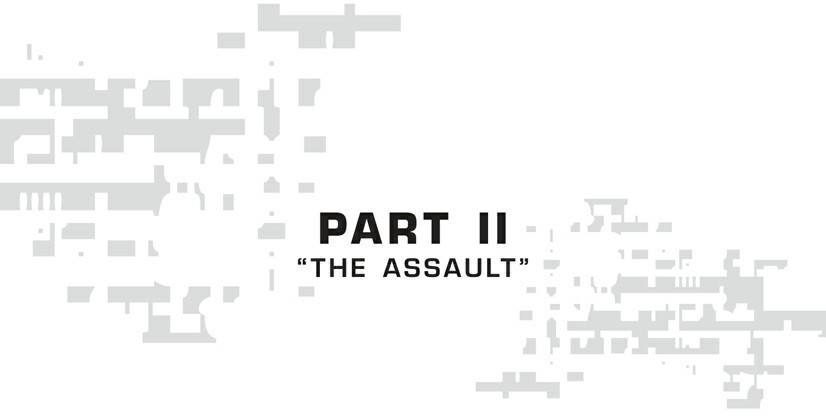 PART II
“THE ASSAULT”